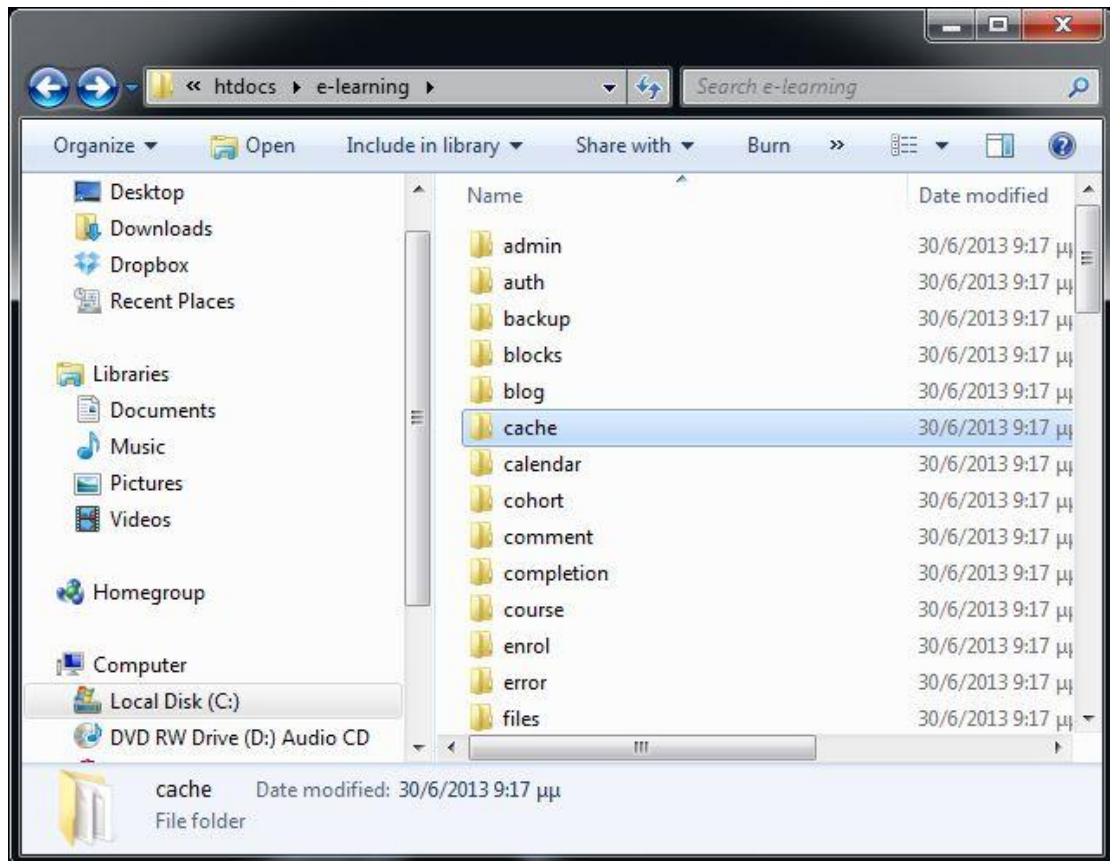 « htdocs ▸ e-learning ▸
Search e-learning
Organize Open Include in library Share with Burn »
Desktop
Downloads
Dropbox
Recent Places
Libraries
Documents
Music
Pictures
Videos
Homegroup
Computer
Local Disk (C:)
DVD RW Drive (D:) Audio CD
Name Date modified
admin 30/6/2013 9:17 μμ
auth 30/6/2013 9:17 μμ
backup 30/6/2013 9:17 μμ
blocks 30/6/2013 9:17 μμ
blog 30/6/2013 9:17 μμ
cache 30/6/2013 9:17 μμ
calendar 30/6/2013 9:17 μμ
cohort 30/6/2013 9:17 μμ
comment 30/6/2013 9:17 μμ
completion 30/6/2013 9:17 μμ
course 30/6/2013 9:17 μμ
enrol 30/6/2013 9:17 μμ
error 30/6/2013 9:17 μμ
files 30/6/2013 9:17 μμ
cache Date modified: 30/6/2013 9:17 μμ
File folder